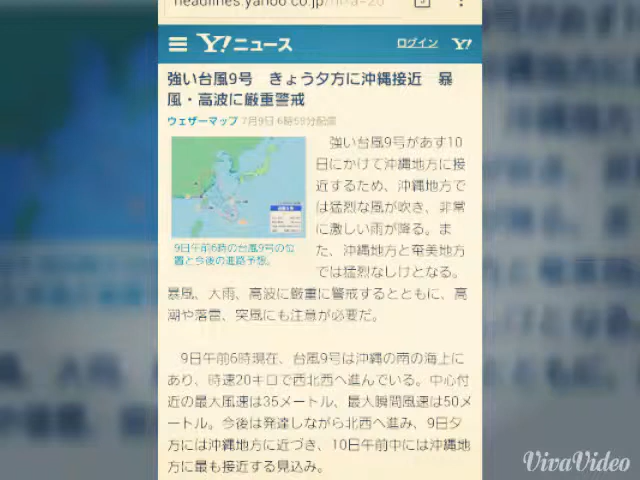 headlines.yahoo.co.jp/
Y!ニュース
ログイン
Y!
強い台風9号　きょう夕方に沖縄接近　暴
風・高波に厳重警戒
ウェザーマップ 7月9日 6時59分配信
強い台風9号があす10
日にかけて沖縄地方に接
近するため、沖縄地方で
は猛烈な風が吹き、非常
に激しい雨が降る。ま
た、沖縄地方と奄美地方
では猛烈なしけとなる。
9日午前6時の台風9号の位
置と今後の進路予想。
暴風、大雨、高波に厳重に警戒するとともに、高
潮や落雷、突風にも注意が必要だ。
9日午前6時現在、台風9号は沖縄の南の海上に
あり、時速20キロで西北西へ進んでいる。中心付
近の最大風速は35メートル、最大瞬間風速は50メ
ートル。今後は発達しながら北西へ進み、9日夕
方には沖縄地方に近づき、10日午前中には沖縄地
方に最も接近する見込み。
VivaVideo